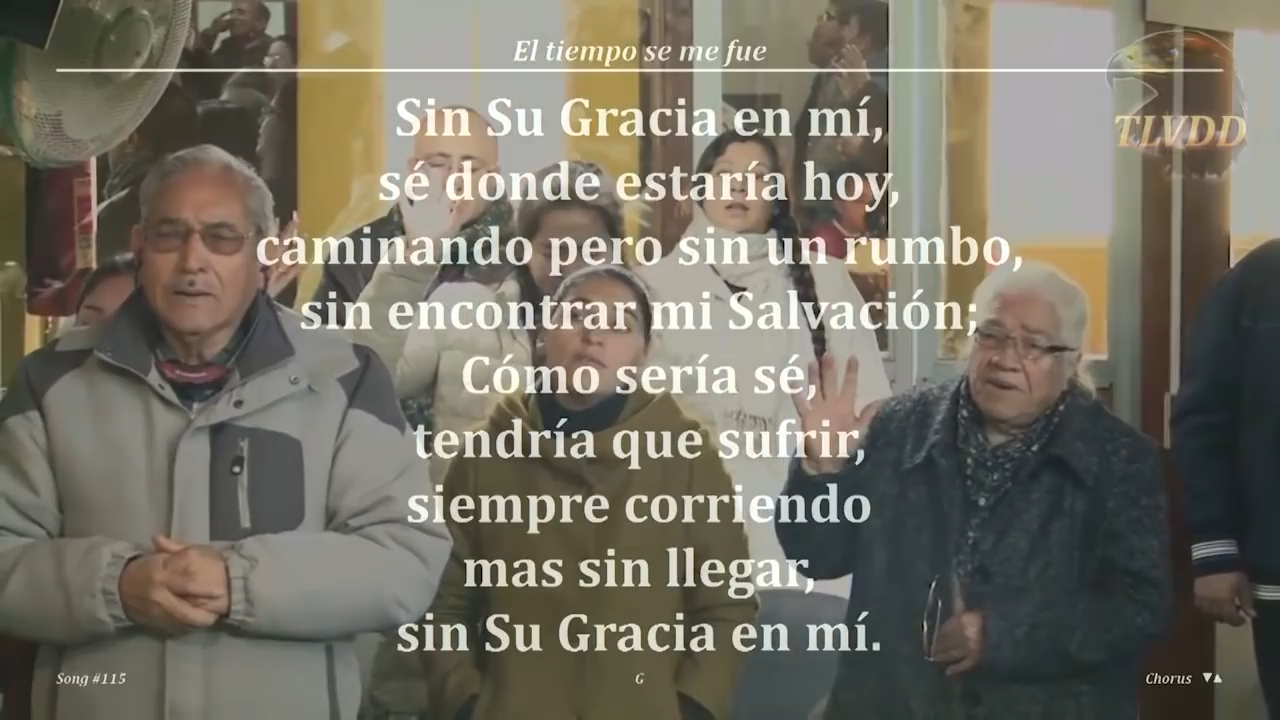 El tiempo se me fue
TLVDD
Sin Su Gracia en mí,
sé donde estaría hoy,
caminando pero sin un rumbo,
sin encontrar mi Salvación;
Cómo sería sé,
tendría que sufrir,
siempre corriendo
mas sin llegar,
sin Su Gracia en mí.
Song #115
G
Chorus ▼▲